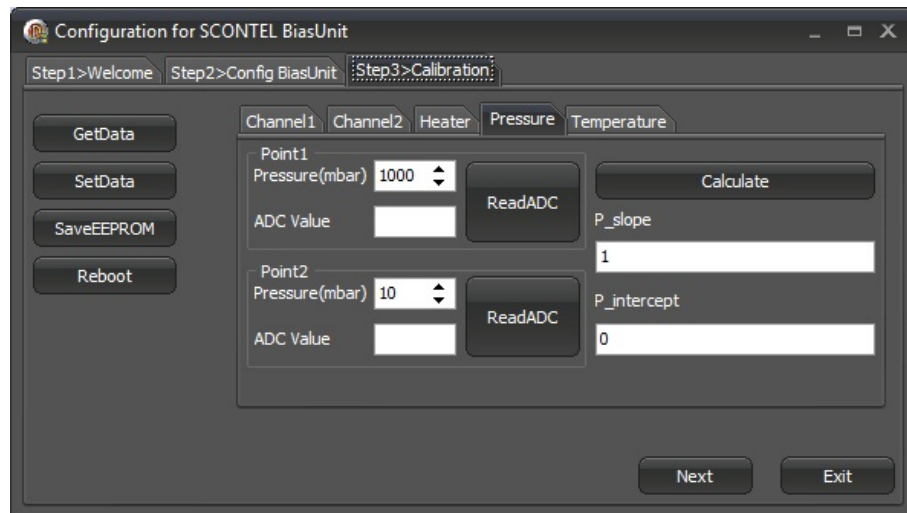 Configuration for SCONTEL BiasUnit
Step1>Welcome Step2>Config BiasUnit Step3>Calibration
GetData
SetData
SaveEEPROM
Reboot
Channel1 Channel2 Heater Pressure Temperature
Point1
Pressure(mbar) 1000
ADC Value
ReadADC
Point2
Pressure(mbar) 10
ADC Value
ReadADC
Calculate
P_slope
1
P_intercept
0
Next Exit